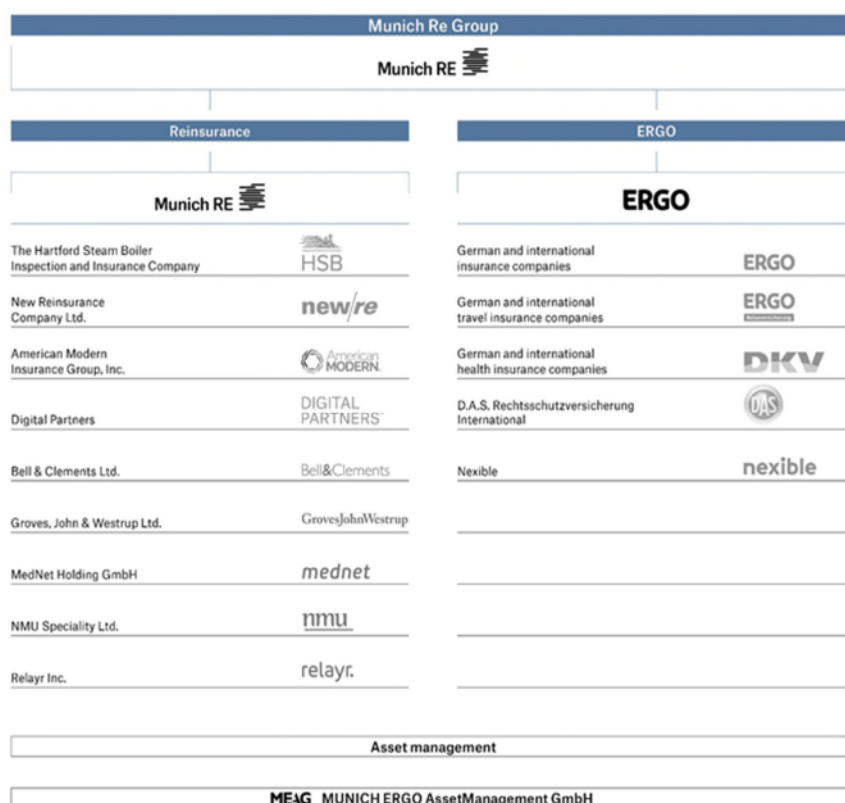 Munich Re Group
Munich RE
Reinsurance
Munich RE
The Hartford Steam Boiler
Inspection and Insurance Company
HSB
New Reinsurance
Company Ltd.
new/re
American Modern
Insurance Group, Inc.
American
MODERN.
Digital Partners
DIGITAL
PARTNERS
Bell & Clements Ltd.
Bell&Clements
Groves, John & Westrup Ltd.
GrovesJohnWestrup
MedNet Holding GmbH
mednet
NMU Speciality Ltd.
nmu
Relayr Inc.
relayr.
ERGO
ERGO
German and international
insurance companies
ERGO
German and international
travel insurance companies
ERGO
Reiseversicherung
German and international
health insurance companies
DKV
D.A.S. Rechtsschutzversicherung
International
DAS
Nexible
nexible
Asset management
MEAG MUNICH ERGO AssetManagement GmbH